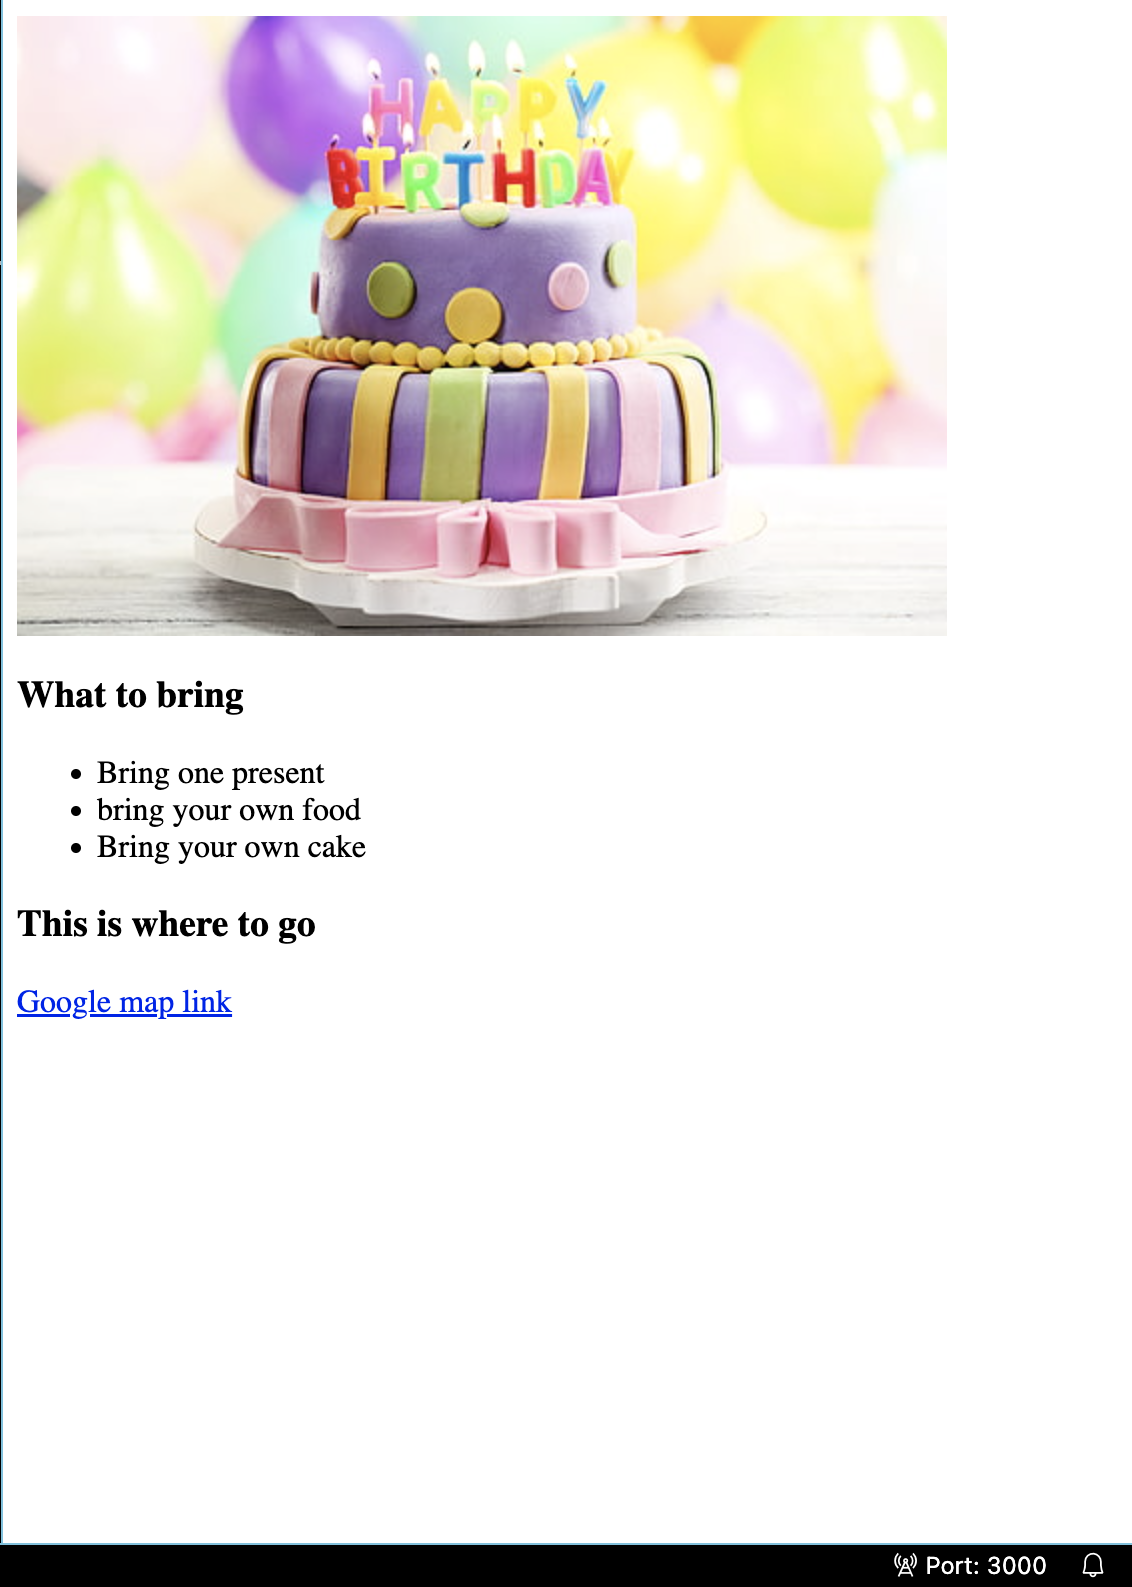 HAPPY
BIRTHDAY
What to bring
Bring one present
bring your own food
Bring your own cake
This is where to go
Google map link
Port: 3000